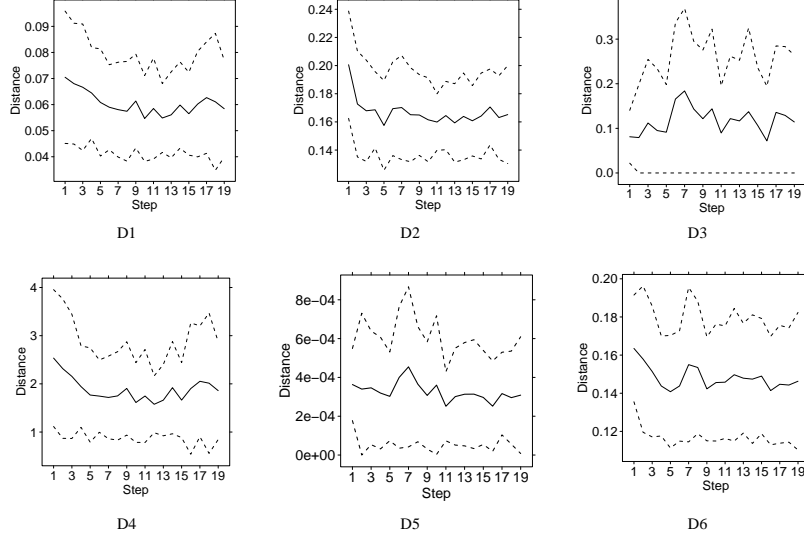 0.09
0.08
0.07
0.06
0.05
0.04
Distance
1 3 5 7 9 11 13 15 17 19
Step
D1
0.24
0.22
0.20
0.18
0.16
0.14
Distance
1 3 5 7 9 11 13 15 17 19
Step
D2
0.3
0.2
0.1
0.0
Distance
1 3 5 7 9 11 13 15 17 19
Step
D3
4
3
2
1
Distance
1 3 5 7 9 11 13 15 17 19
Step
D4
8e−04
6e−04
4e−04
2e−04
0e+00
Distance
1 3 5 7 9 11 13 15 17 19
Step
D5
0.20
0.18
0.16
0.14
0.12
Distance
1 3 5 7 9 11 13 15 17 19
Step
D6